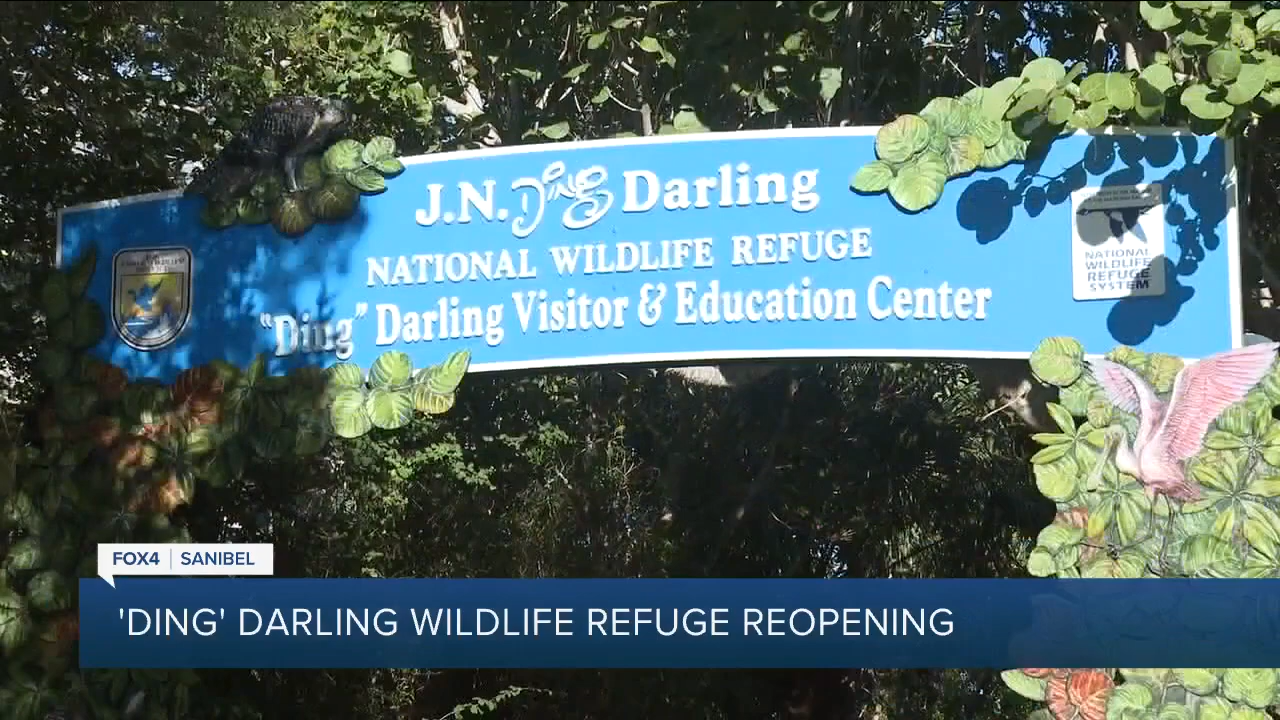 J.N. Ding Darling
NATIONAL WILDLIFE REFUGE
"Ding" Darling Visitor & Education Center
NATIONAL
WILDLIFE
REFUGE
SYSTEM
FOX4 | SANIBEL
'DING' DARLING WILDLIFE REFUGE REOPENING